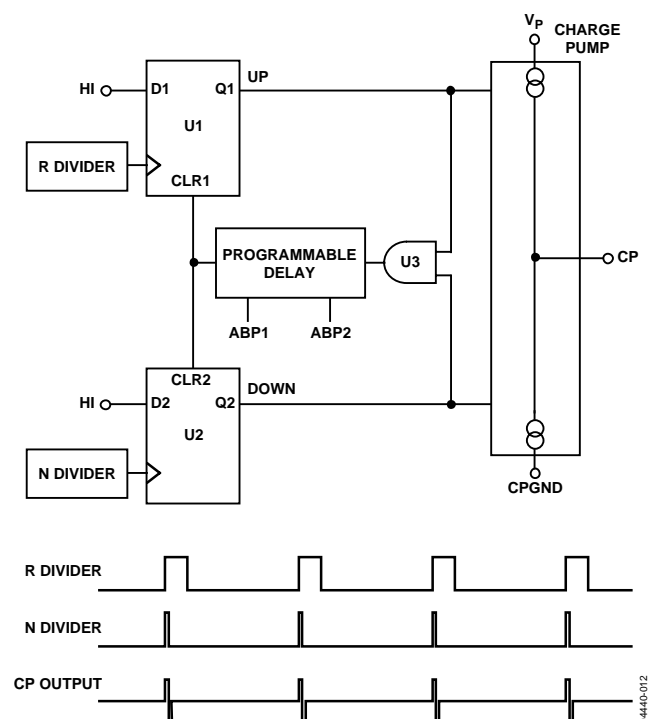 VP
CHARGE
PUMP
HI
D1
Q1
UP
U1
R DIVIDER
CLR1
PROGRAMMABLE
DELAY
U3
CP
ABP1
ABP2
CLR2
DOWN
HI
D2
Q2
U2
N DIVIDER
CPGND
R DIVIDER
N DIVIDER
CP OUTPUT
4440-012